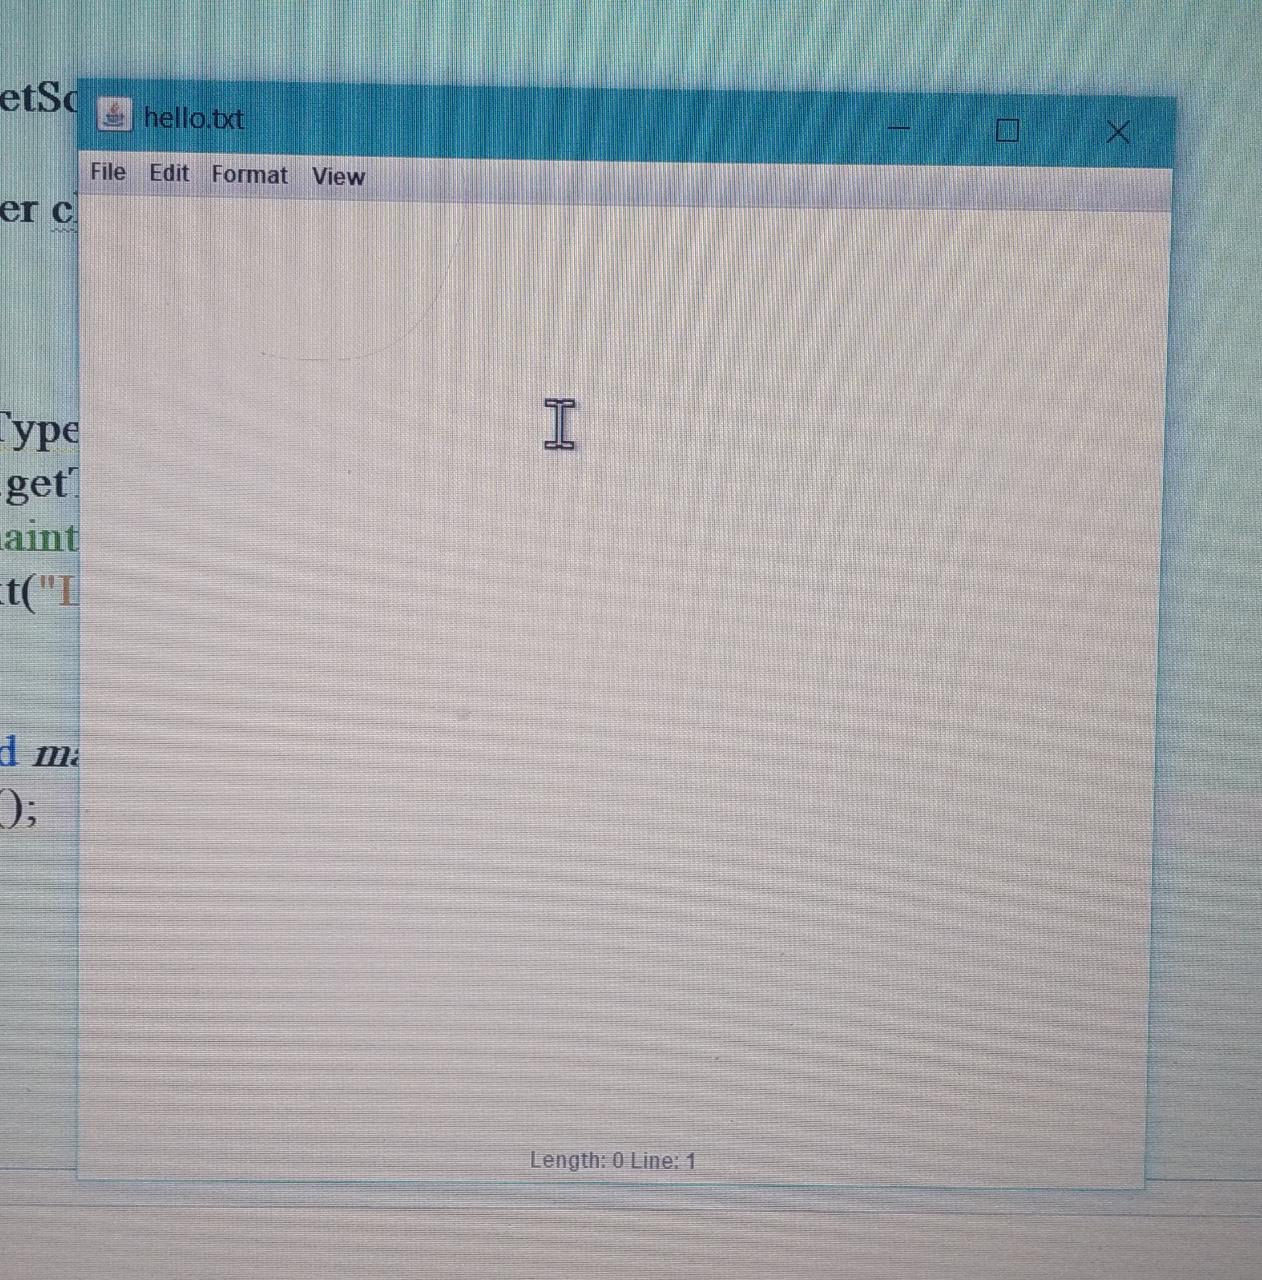 hello.txt
File Edit Format View
etSc
er
Type
.getT
aint
t("
d ma
();
Length: 0 Line: 1